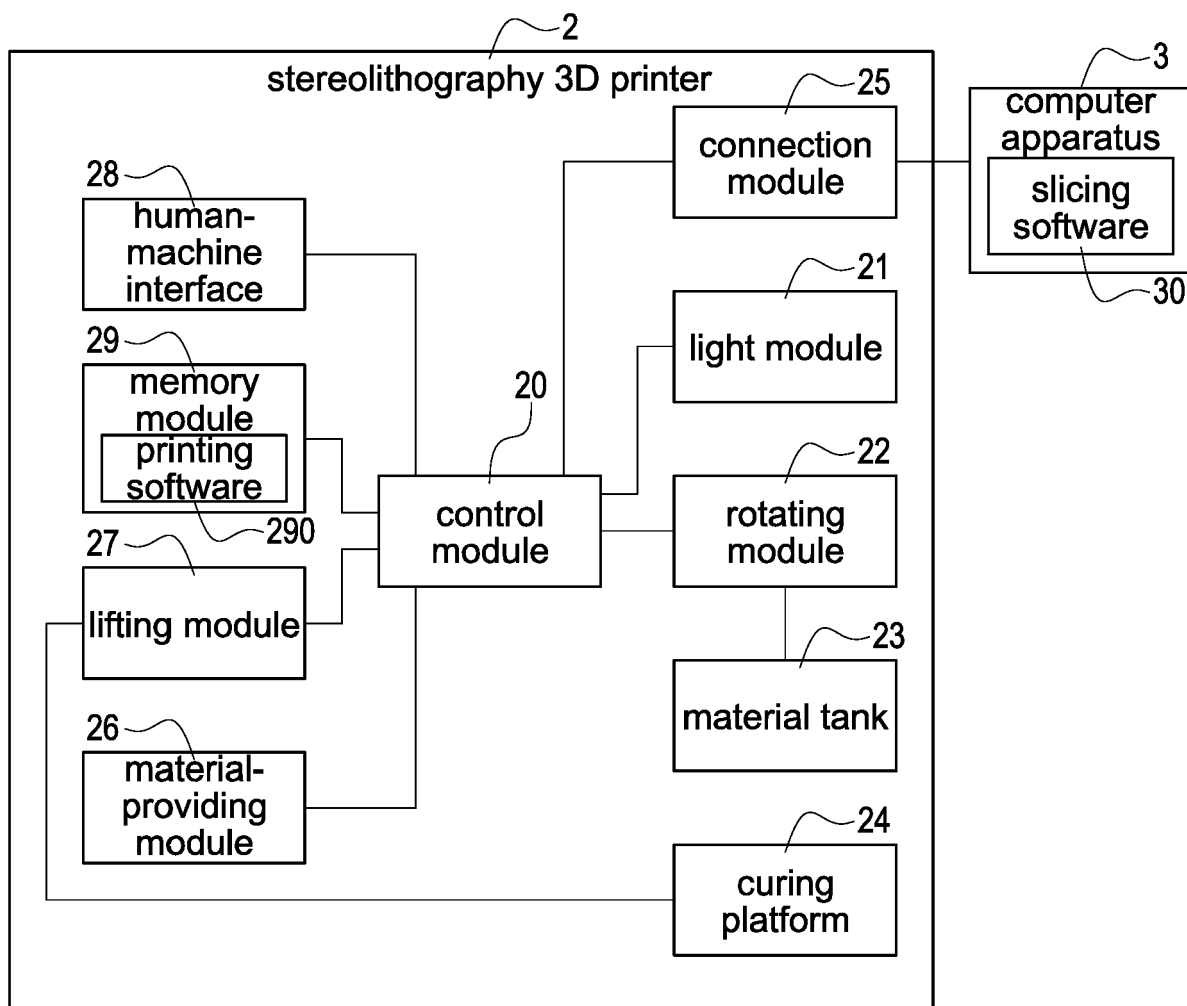 2
stereolithography 3D printer
25
connection
module
3
computer
apparatus
slicing
software
30
28
human-
machine
interface
21
light module
29
memory
module
printing
software
290
20
control
module
22
rotating
module
27
lifting module
23
material tank
26
material-
providing
module
24
curing
platform